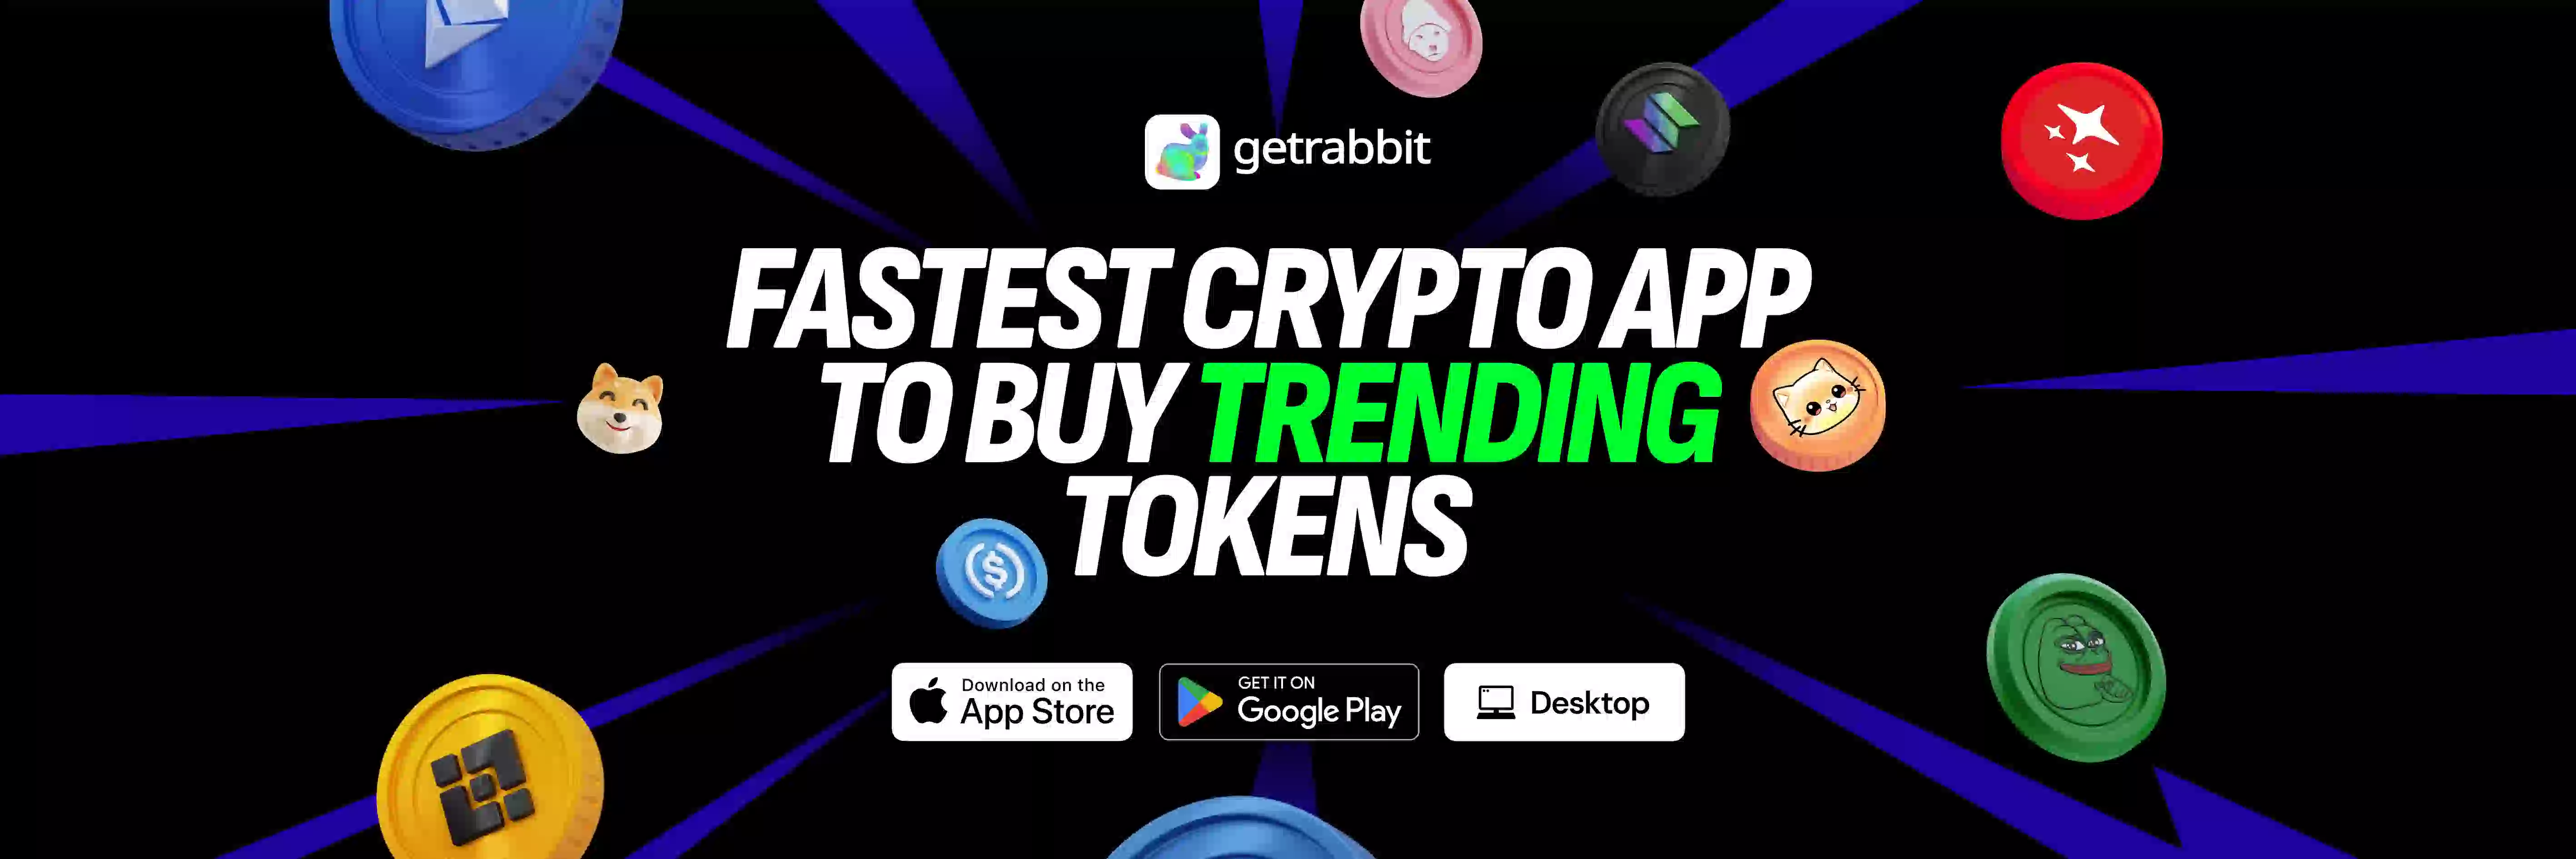 getrabbit
FASTEST CRYPTO APP
TO BUY TRENDING
TOKENS
Download on the
App Store
GET IT ON
Google Play
Desktop